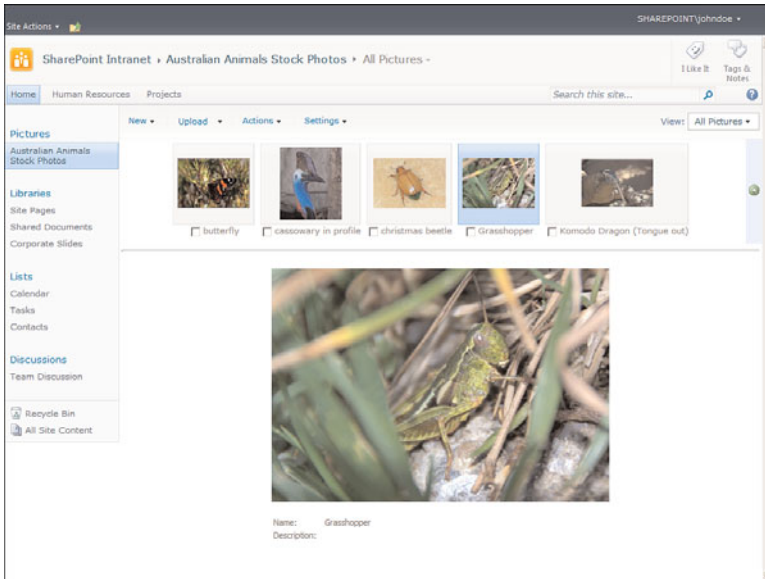 SHAREPOINT\johndoe
Site Actions
SharePoint Intranet › Australian Animals Stock Photos › All Pictures
I Like It
Tags & Notes
Home Human Resources Projects
Search this site...
New Upload Actions Settings
View: All Pictures
Pictures
Australian Animals
Stock Photos
Libraries
Site Pages
Shared Documents
Corporate Slides
Lists
Calendar
Tasks
Contacts
Discussions
Team Discussion
Recycle Bin
All Site Content
butterfly
cassowary in profile
christmas beetle
Grasshopper
Komodo Dragon (Tongue out)
Name: Grasshopper
Description: